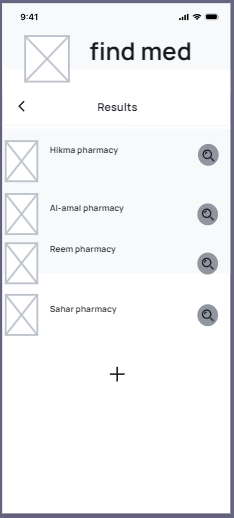 9:41
find med
Results
Hikma pharmacy
Al-amal pharmacy
Reem pharmacy
Sahar pharmacy